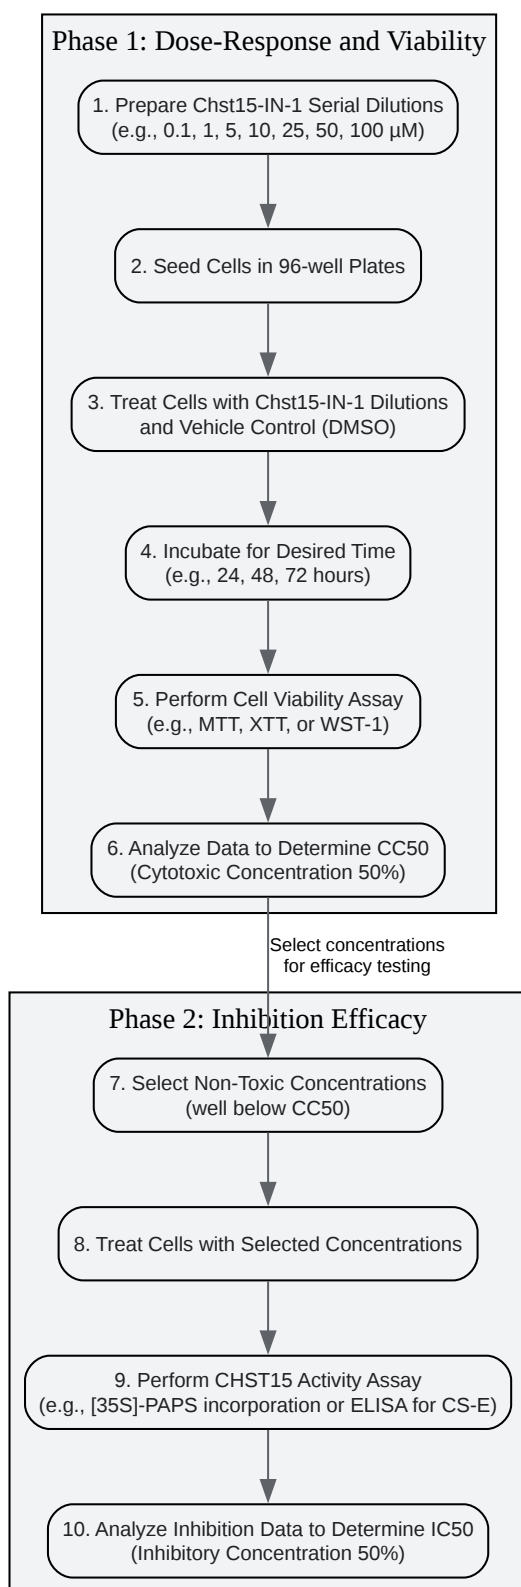 Phase 1: Dose-Response and Viability
1. Prepare Chst15-IN-1 Serial Dilutions
(e.g., 0.1, 1, 5, 10, 25, 50, 100 µM)
2. Seed Cells in 96-well Plates
3. Treat Cells with Chst15-IN-1 Dilutions
and Vehicle Control (DMSO)
4. Incubate for Desired Time
(e.g., 24, 48, 72 hours)
5. Perform Cell Viability Assay
(e.g., MTT, XTT, or WST-1)
6. Analyze Data to Determine CC50
(Cytotoxic Concentration 50%)
Select concentrations
for efficacy testing
Phase 2: Inhibition Efficacy
7. Select Non-Toxic Concentrations
(well below CC50)
8. Treat Cells with Selected Concentrations
9. Perform CHST15 Activity Assay
(e.g., [35S]-PAPS incorporation or ELISA for CS-E)
10. Analyze Inhibition Data to Determine IC50
(Inhibitory Concentration 50%)